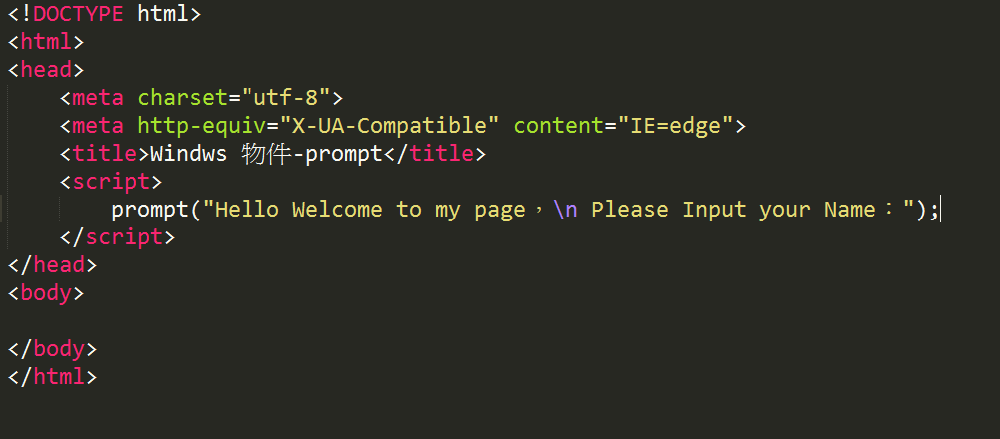 <!DOCTYPE html>
<html>
<head>
    <meta charset="utf-8">
    <meta http-equiv="X-UA-Compatible" content="IE=edge">
    <title>Windws 物件-prompt</title>
    <script>
        prompt("Hello Welcome to my page，\n Please Input your Name：");
    </script>
</head>
<body>
</body>
</html>